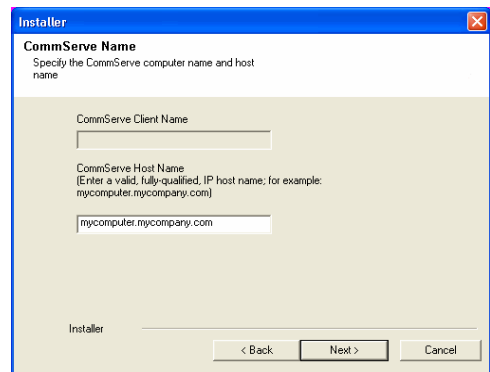 Installer
CommServe Name
Specify the CommServe computer name and host
name
CommServe Client Name
CommServe Host Name
(Enter a valid, fully-qualified, IP host name; for example:
mycomputer.mycompany.com)
mycomputer.mycompany.com
Installer
< Back
Next >
Cancel